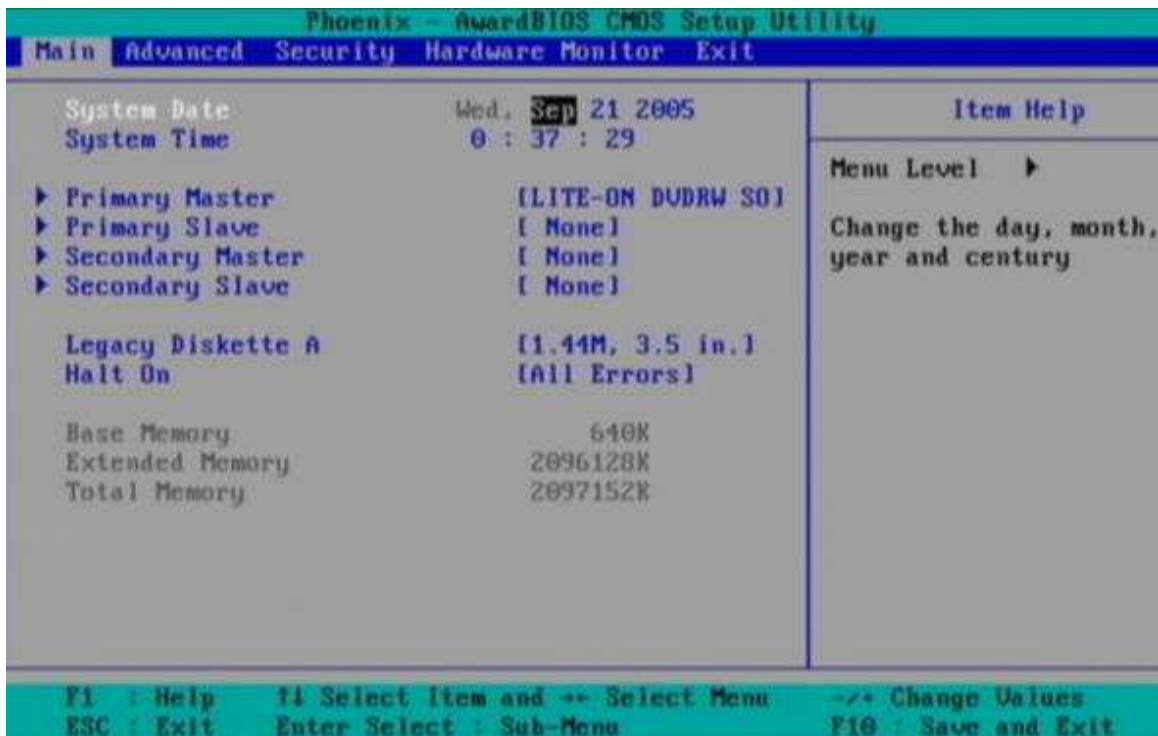 Phoenix - AwardBIOS CMOS Setup Utility
Main Advanced Security Hardware Monitor Exit
System Date Wed, Sep 21 2005
System Time 0 : 37 : 29
Primary Master [LITE-ON DVDRW SO]
Primary Slave [ None]
Secondary Master [ None]
Secondary Slave [ None]
Legacy Diskette A [1.44M, 3.5 in.]
Halt On [All Errors]
Base Memory 640K
Extended Memory 2096128K
Total Memory 2097152K
Item Help
Menu Level ▶
Change the day, month,
year and century
F1 : Help ↑↓ Select Item and ←→ Select Menu -/+ Change Values
ESC : Exit Enter Select : Sub-Menu F10 : Save and Exit